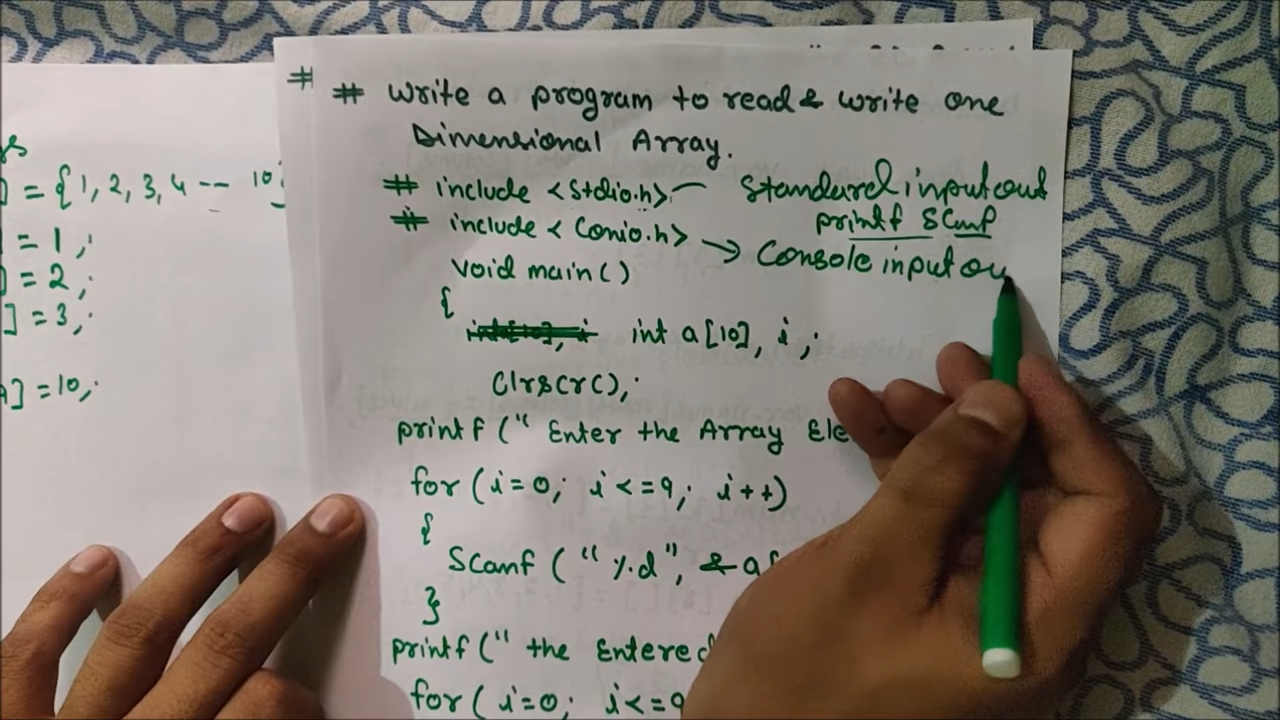 gs
] = {1, 2, 3, 4 -- 10
] = 1;
] = 2;
] = 3;
] = 10;
#
# Write a program to read & write one
Dimensional Array.
# include <Stdio.h> — Standard input out
printf Scanf
# include < Conio.h> → Console input ou
void main()
{
int a[10], i;
Clrscr();
printf (" Enter the Array Ele
for (i=0; i<=9; i++)
{
Scanf ("%d", & a[
}
printf (" the Entered
for ( i=0; i<=9